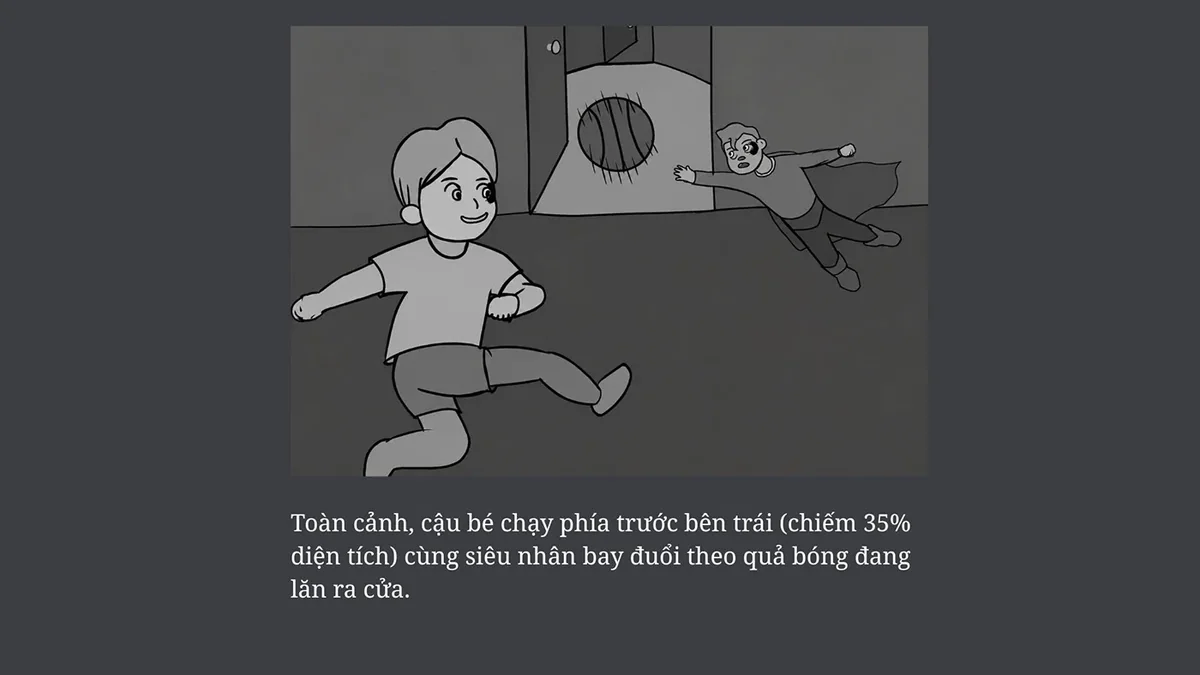 Toàn cảnh, cậu bé chạy phía trước bên trái (chiếm 35%
diện tích) cùng siêu nhân bay đuổi theo quả bóng đang
lăn ra cửa.